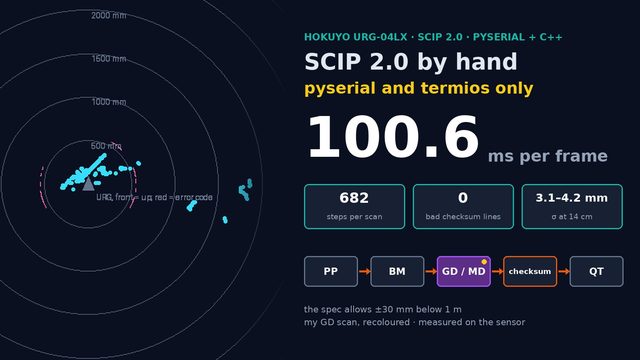 2000 mm
1500 mm
1000 mm
500 mm
URG, front = up, red = error code
HOKUYO URG-04LX · SCIP 2.0 · PYSERIAL + C++
SCIP 2.0 by hand
pyserial and termios only
100.6 ms per frame
682
steps per scan
0
bad checksum lines
3.1–4.2 mm
σ at 14 cm
PP
BM
GD / MD
checksum
QT
the spec allows ±30 mm below 1 m
my GD scan, recoloured · measured on the sensor